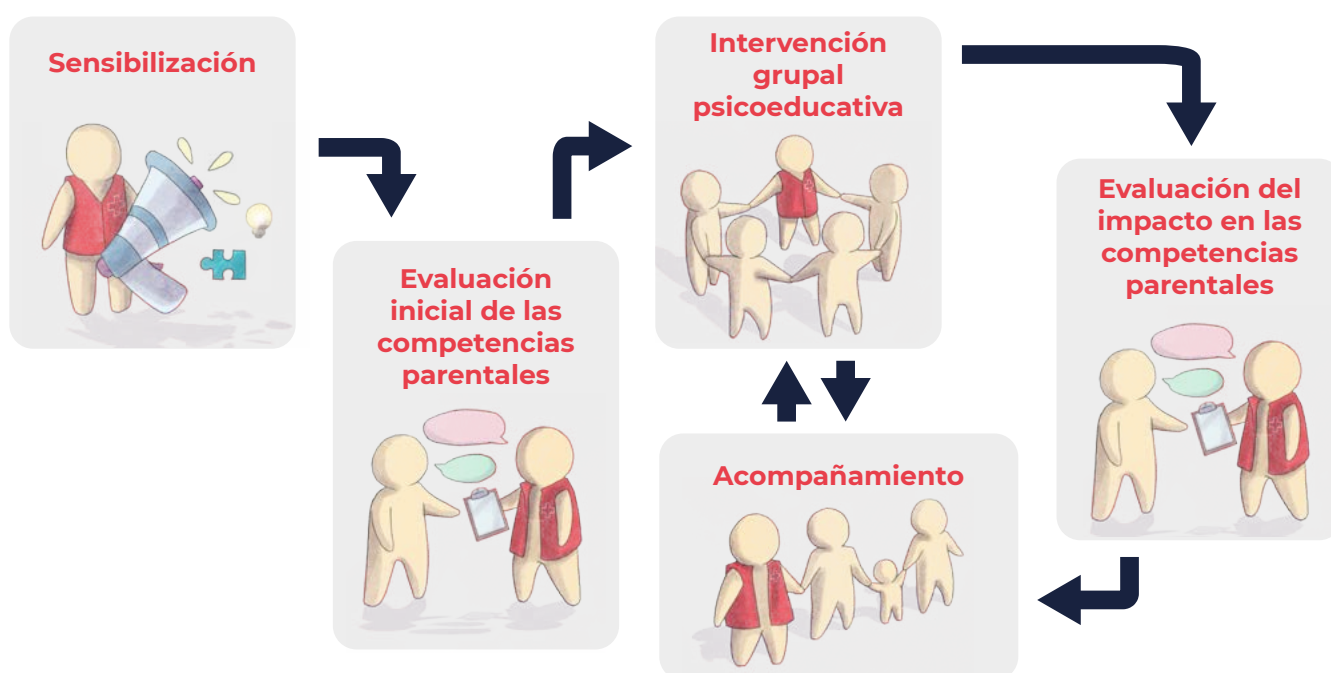 Sensibilización
Evaluación
inicial de las
competencias
parentales
Intervención
grupal
psicoeducativa
Acompañamiento
Evaluación del
impacto en las
competencias
parentales